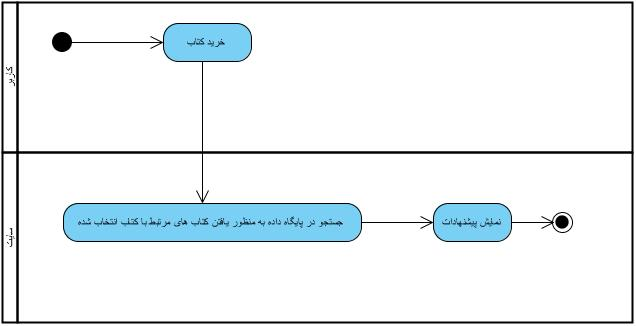 کاربر
خرید کتاب
سایت
جستجو در پایگاه داده به منظور یافتن کتاب های مرتبط با کتاب انتخاب شده
نمایش پیشنهادات